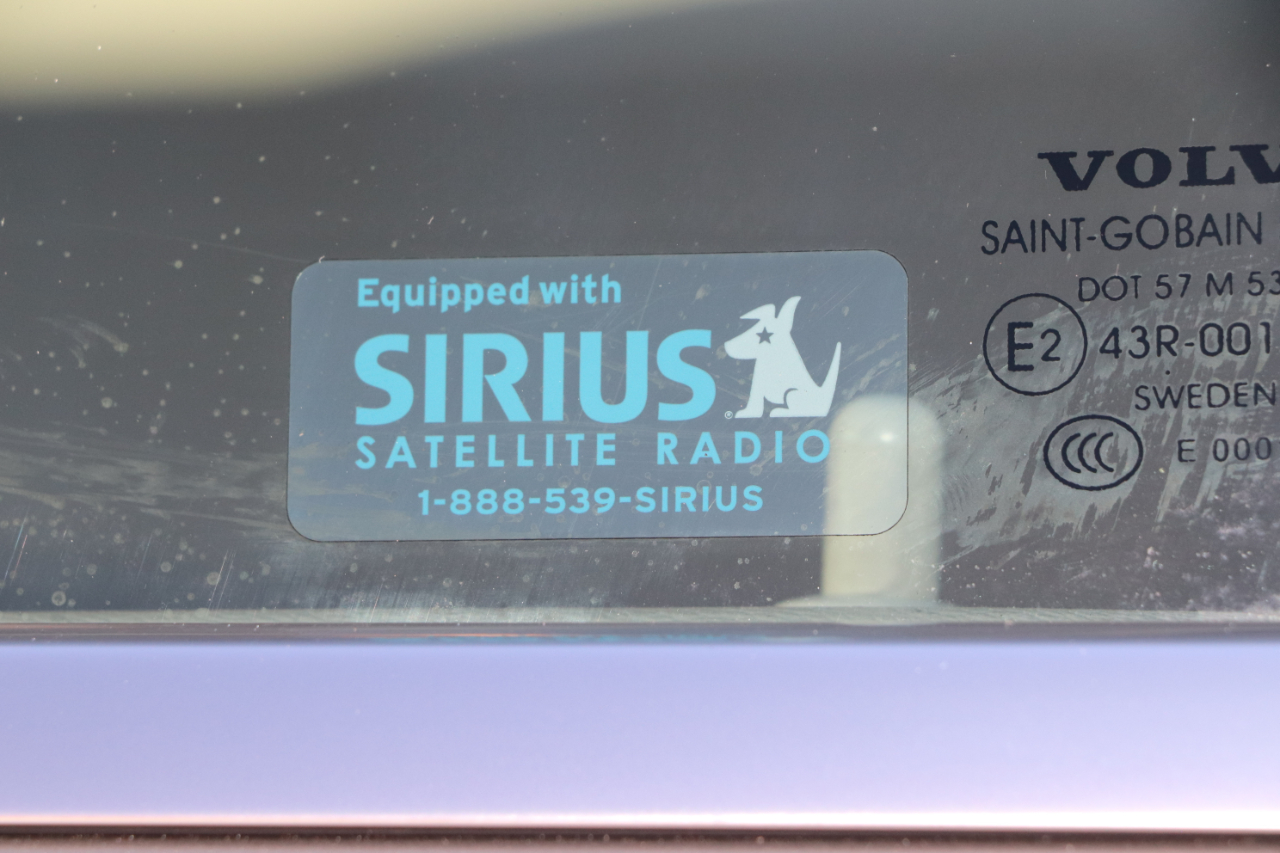 Equipped with
SIRIUS
®
SATELLITE RADIO
1-888-539-SIRIUS
VOLV
SAINT-GOBAIN
DOT 57 M 53
E2 43R-001
SWEDEN
CCC E 000